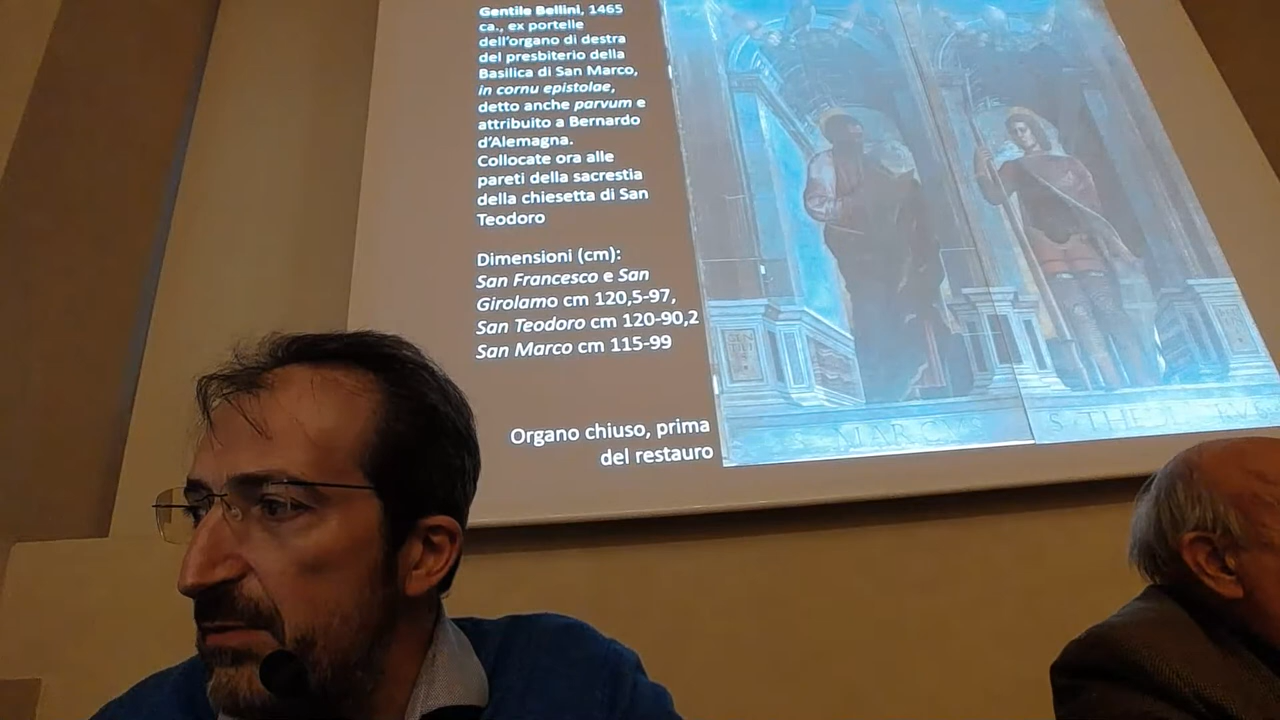 Gentile Bellini, 1465
ca., ex portelle
dell'organo di destra
del presbiterio della
Basilica di San Marco,
in cornu epistolae,
detto anche parvum e
attribuito a Bernardo
d'Alemagna.
Collocate ora alle
pareti della sacrestia
della chiesetta di San
Teodoro
Dimensioni (cm):
San Francesco e San
Girolamo cm 120,5-97,
San Teodoro cm 120-90,2
San Marco cm 115-99
Organo chiuso, prima
del restauro
GEN
TILI
S MARCV